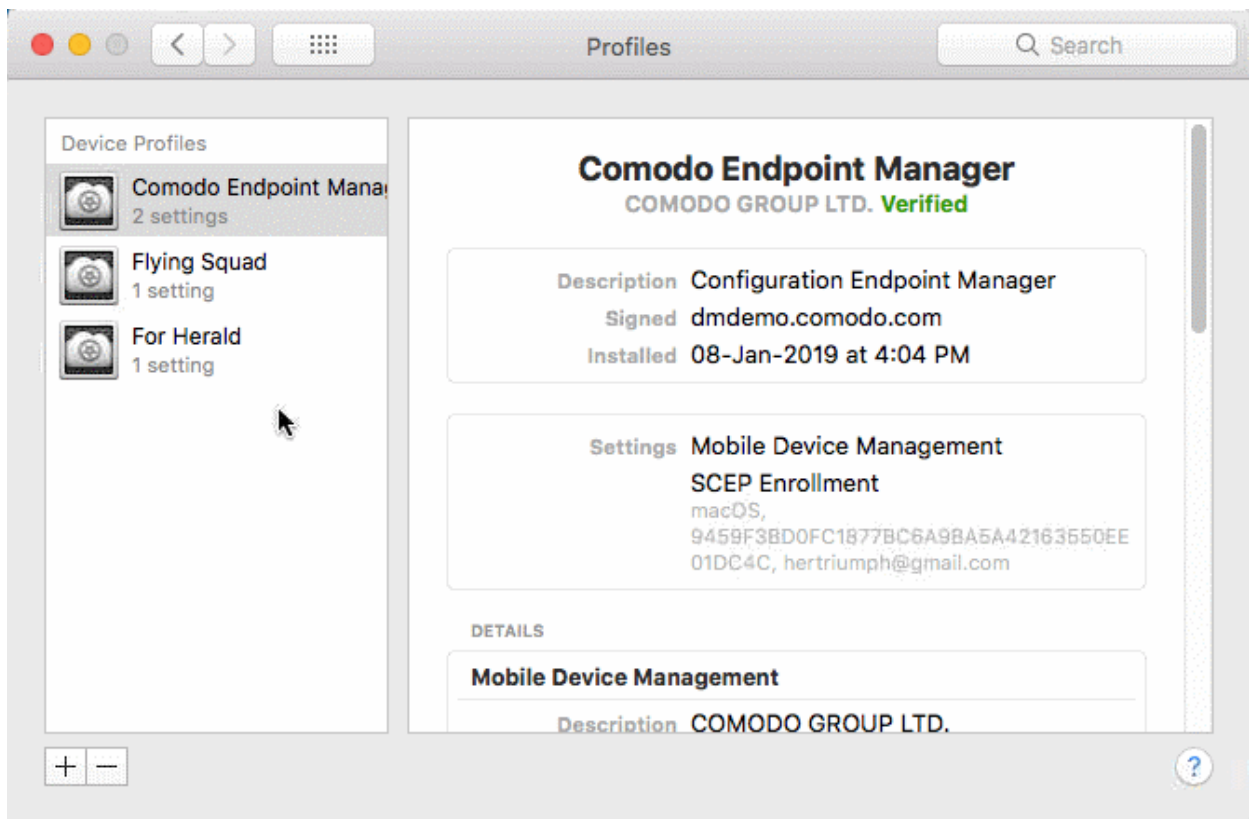 Profiles
Search
Device Profiles
Comodo Endpoint Mana
2 settings
Flying Squad
1 setting
For Herald
1 setting
Comodo Endpoint Manager
COMODO GROUP LTD. Verified
Description Configuration Endpoint Manager
Signed dmdemo.comodo.com
Installed 08-Jan-2019 at 4:04 PM
Settings Mobile Device Management
SCEP Enrollment
macOS,
9459F3BD0FC1877BC6A9BA5A42163550EE
01DC4C, hertriumph@gmail.com
DETAILS
Mobile Device Management
Description COMODO GROUP LTD.
+ −
?